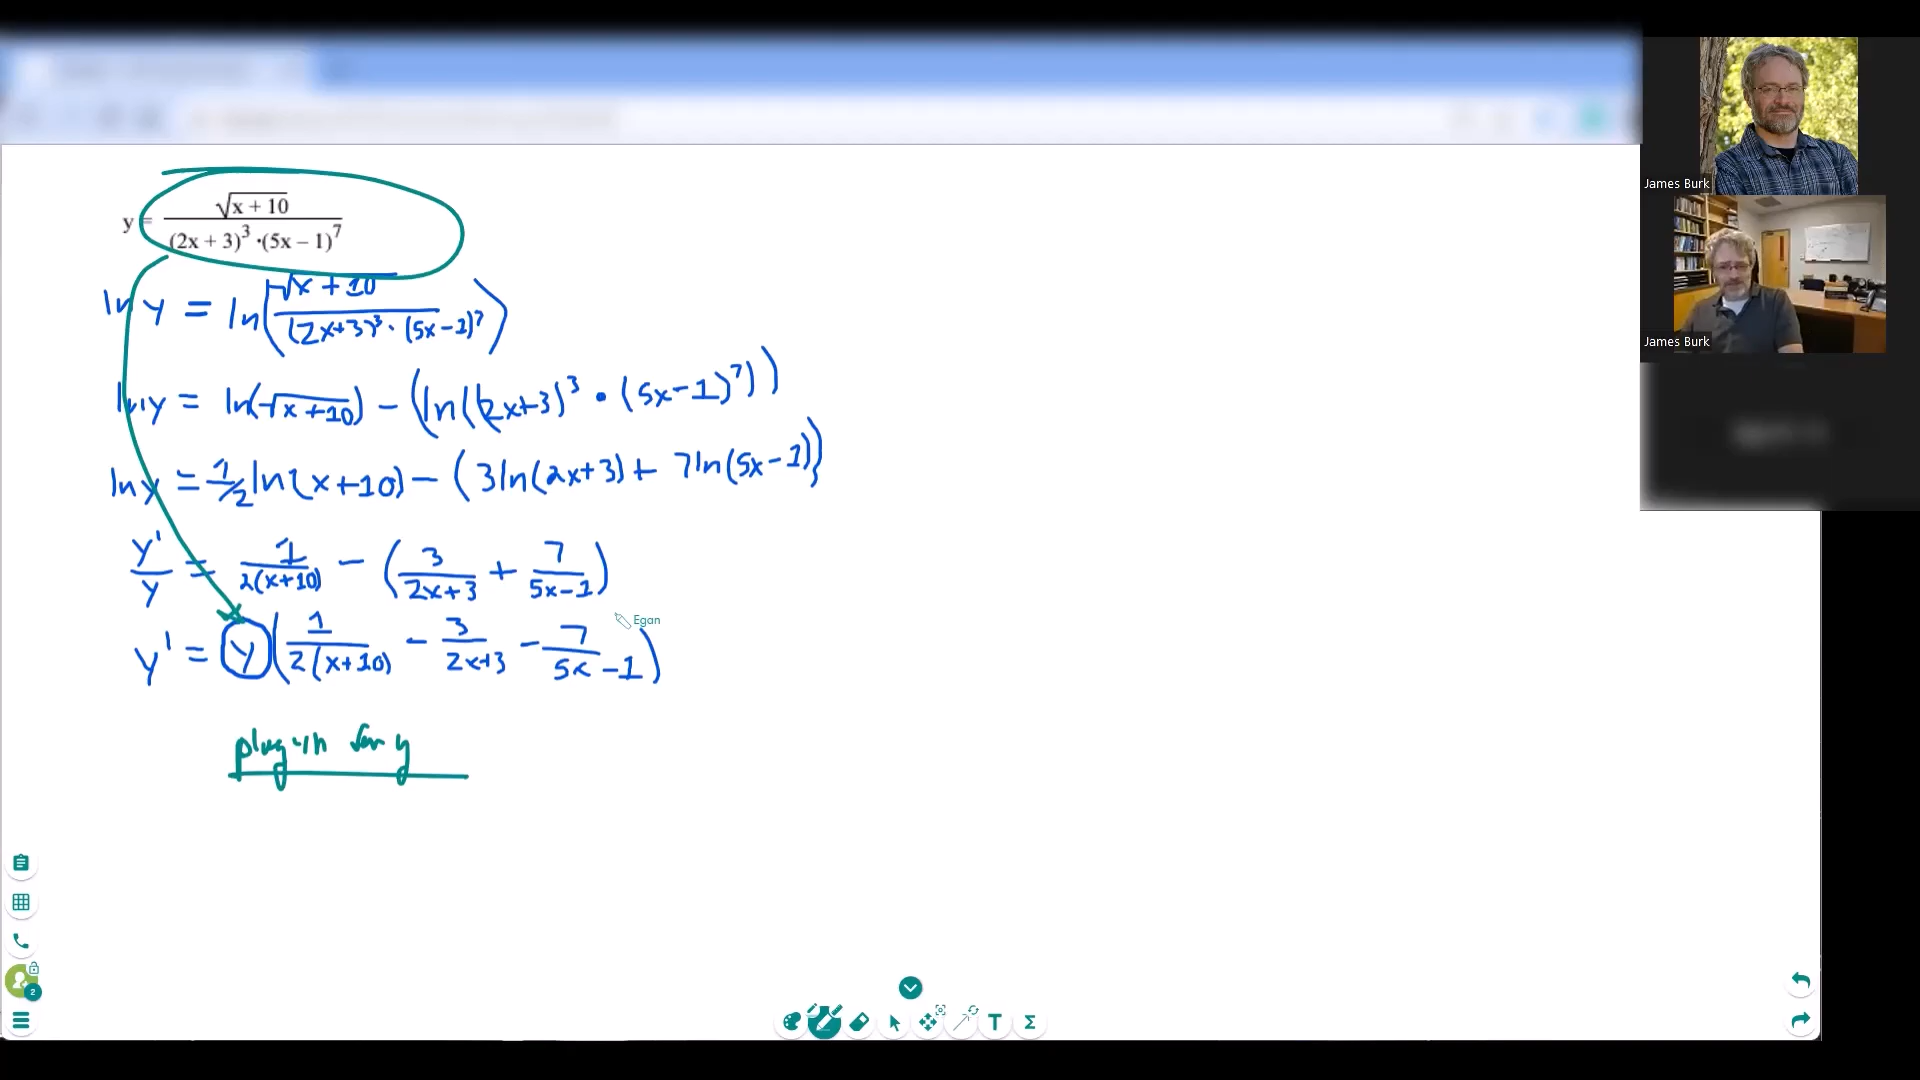 y = √x + 10 / (2x + 3)^3 ·(5x – 1)^7
ln y = ln(√x + 10 / (2x+3)^3 · (5x-1)^7)
ln y = ln(√x +10) - (ln((2x+3)^3 • (5x-1)^7))
ln y = 1/2 ln(x+10) - (3ln(2x+3) + 7ln(5x-1))
y'/y = 1/2(x+10) - (3/2x+3 + 7/5x-1)
Egan
y' = y(1/2(x+10) - 3/2x+3 - 7/5x-1)
plug in for y
James Burk
James Burk
2
T
Σ